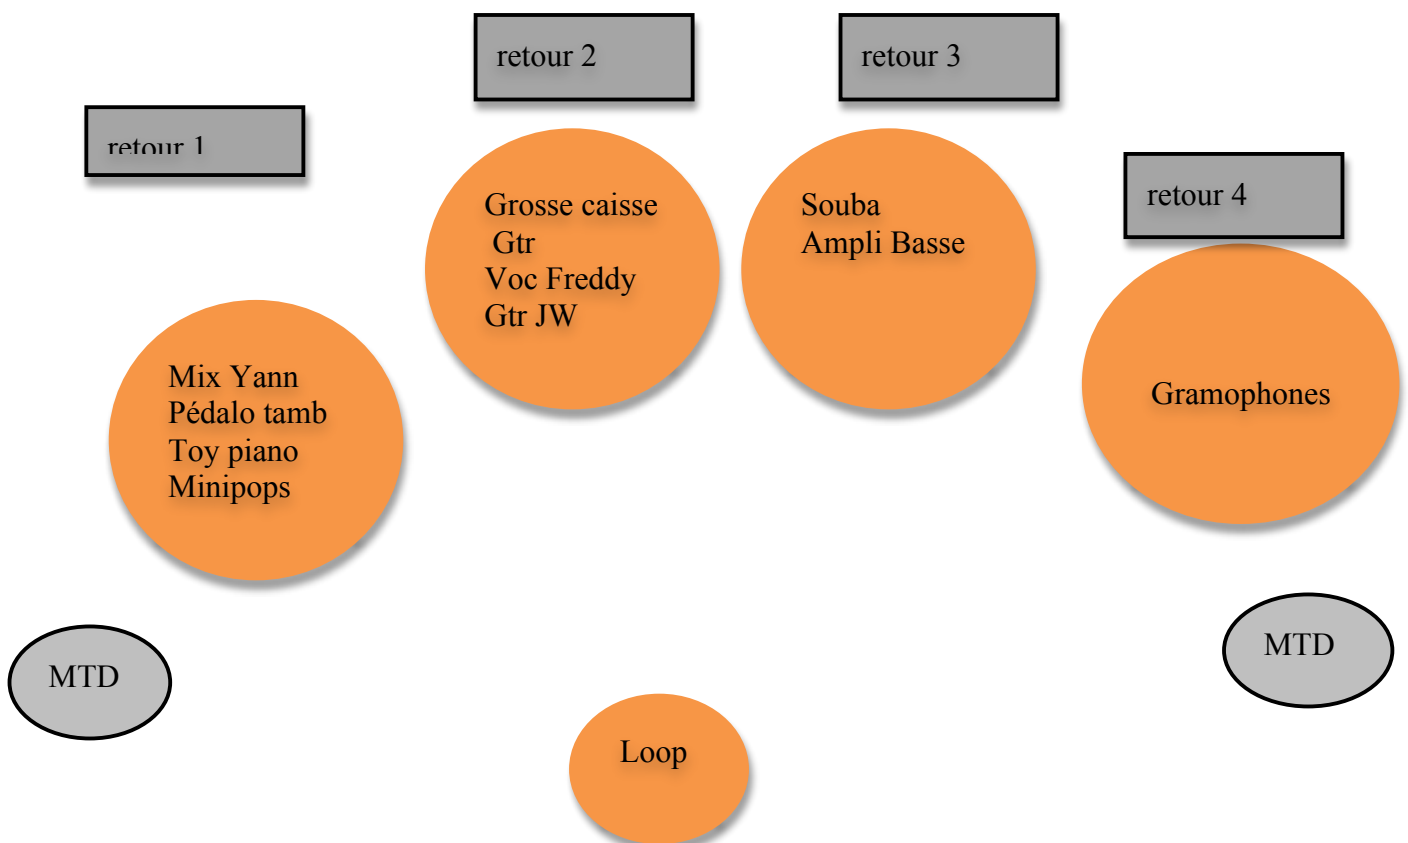 retour 2
retour 3
retour 1
retour 4
Grosse caisse
Gtr
Voc Freddy
Gtr JW
Souba
Ampli Basse
Mix Yann
Pédalo tamb
Toy piano
Minipops
Gramophones
MTD
MTD
Loop